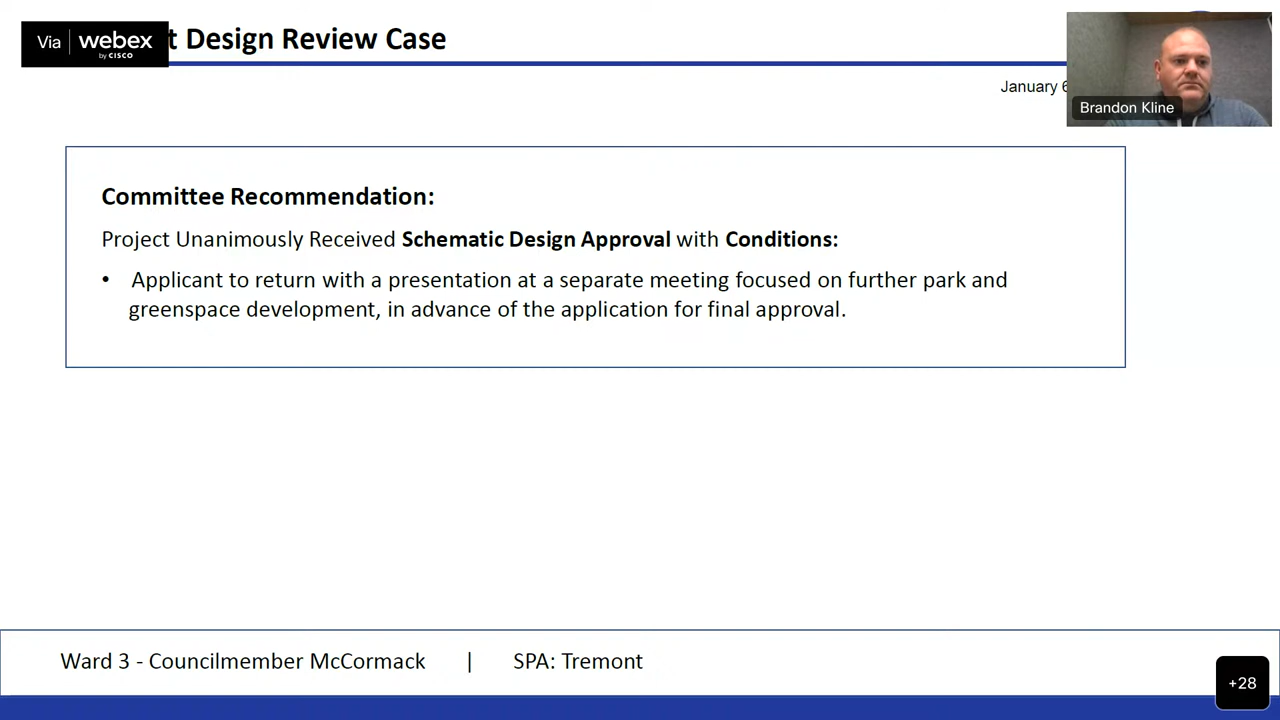 Via webex
by CISCO
t Design Review Case
January 6
Brandon Kline
Committee Recommendation:
Project Unanimously Received Schematic Design Approval with Conditions:
• Applicant to return with a presentation at a separate meeting focused on further park and
greenspace development, in advance of the application for final approval.
Ward 3 - Councilmember McCormack | SPA: Tremont
+28